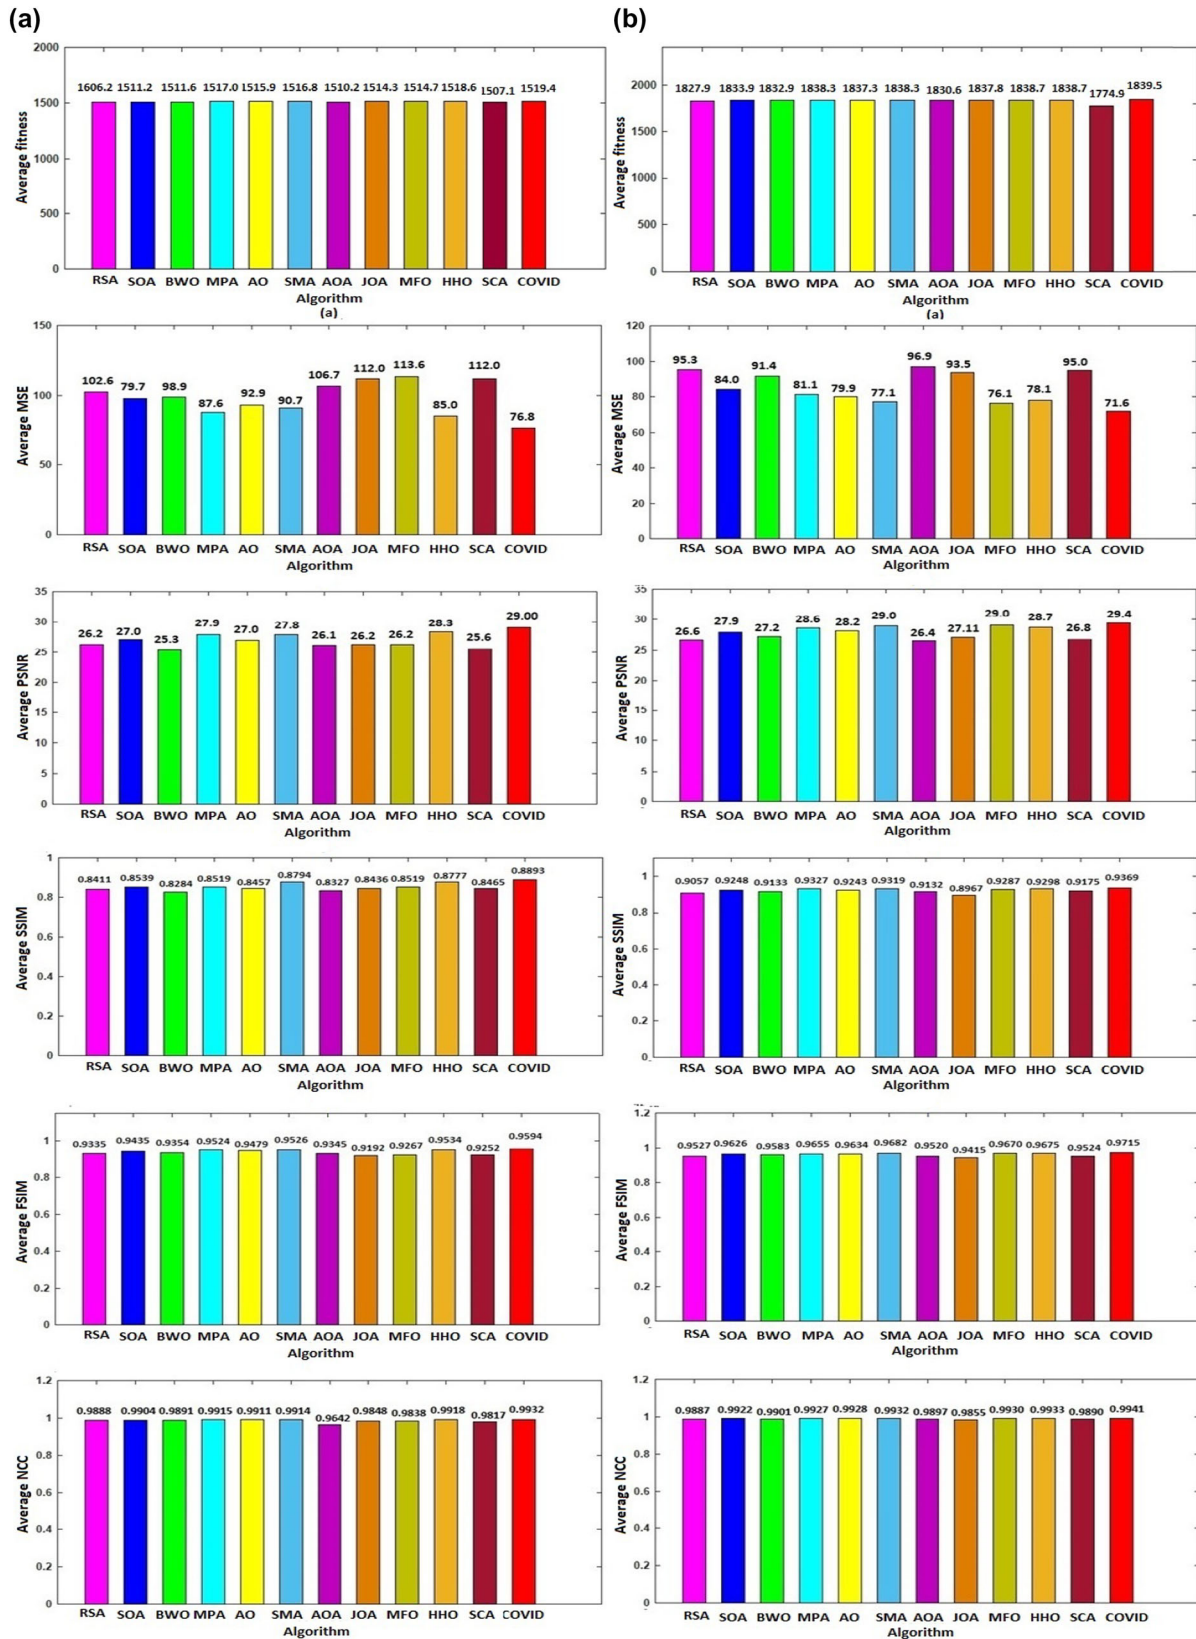 (a)
(b)
2000
1500
1000
500
0
Average fitness
1606.2 1511.2 1511.6 1517.0 1515.9 1516.8 1510.2 1514.3 1514.7 1518.6 1507.1 1519.4
RSA SOA BWO MPA AO SMA AOA JOA MFO HHO SCA COVID
Algorithm
(a)
2000
1500
1000
500
0
Average fitness
1827.9 1833.9 1832.9 1838.3 1837.3 1838.3 1830.6 1837.8 1838.7 1838.7 1774.9 1839.5
RSA SOA BWO MPA AO SMA AOA JOA MFO HHO SCA COVID
Algorithm
(a)
150
100
50
0
Average MSE
102.6 79.7 98.9 87.6 92.9 90.7 106.7 112.0 113.6 85.0 112.0 76.8
RSA SOA BWO MPA AO SMA AOA JOA MFO HHO SCA COVID
Algorithm
120
100
80
60
40
20
0
Average MSE
95.3 84.0 91.4 81.1 79.9 77.1 96.9 93.5 76.1 78.1 95.0 71.6
RSA SOA BWO MPA AO SMA AOA JOA MFO HHO SCA COVID
Algorithm
35
30
25
20
15
10
5
0
Average PSNR
26.2 27.0 25.3 27.9 27.0 27.8 26.1 26.2 26.2 28.3 25.6 29.00
RSA SOA BWO MPA AO SMA AOA JOA MFO HHO SCA COVID
Algorithm
35
30
25
20
15
10
5
0
Average PSNR
26.6 27.9 27.2 28.6 28.2 29.0 26.4 27.11 29.0 28.7 26.8 29.4
RSA SOA BWO MPA AO SMA AOA JOA MFO HHO SCA COVID
Algorithm
1
0.8
0.6
0.4
0.2
0
Average SSIM
0.8411 0.8539 0.8284 0.8519 0.8457 0.8794 0.8327 0.8436 0.8519 0.8777 0.8465 0.8893
RSA SOA BWO MPA AO SMA AOA JOA MFO HHO SCA COVID
Algorithm
1
0.8
0.6
0.4
0.2
0
Average SSIM
0.9057 0.9248 0.9133 0.9327 0.9243 0.9319 0.9132 0.8967 0.9287 0.9298 0.9175 0.9369
RSA SOA BWO MPA AO SMA AOA JOA MFO HHO SCA COVID
Algorithm
1
0.8
0.6
0.4
0.2
0
Average FSIM
0.9335 0.9435 0.9354 0.9524 0.9479 0.9526 0.9345 0.9192 0.9267 0.9534 0.9252 0.9594
RSA SOA BWO MPA AO SMA AOA JOA MFO HHO SCA COVID
Algorithm
1.2
1
0.8
0.6
0.4
0.2
0
Average FSIM
0.9527 0.9626 0.9583 0.9655 0.9634 0.9682 0.9520 0.9415 0.9670 0.9675 0.9524 0.9715
RSA SOA BWO MPA AO SMA AOA JOA MFO HHO SCA COVID
Algorithm
1.2
1
0.8
0.6
0.4
0.2
0
Average NCC
0.9888 0.9904 0.9891 0.9915 0.9911 0.9914 0.9642 0.9848 0.9838 0.9918 0.9817 0.9932
RSA SOA BWO MPA AO SMA AOA JOA MFO HHO SCA COVID
Algorithm
1.2
1
0.8
0.6
0.4
0.2
0
Average NCC
0.9887 0.9922 0.9901 0.9927 0.9928 0.9932 0.9897 0.9855 0.9930 0.9933 0.9890 0.9941
RSA SOA BWO MPA AO SMA AOA JOA MFO HHO SCA COVID
Algorithm